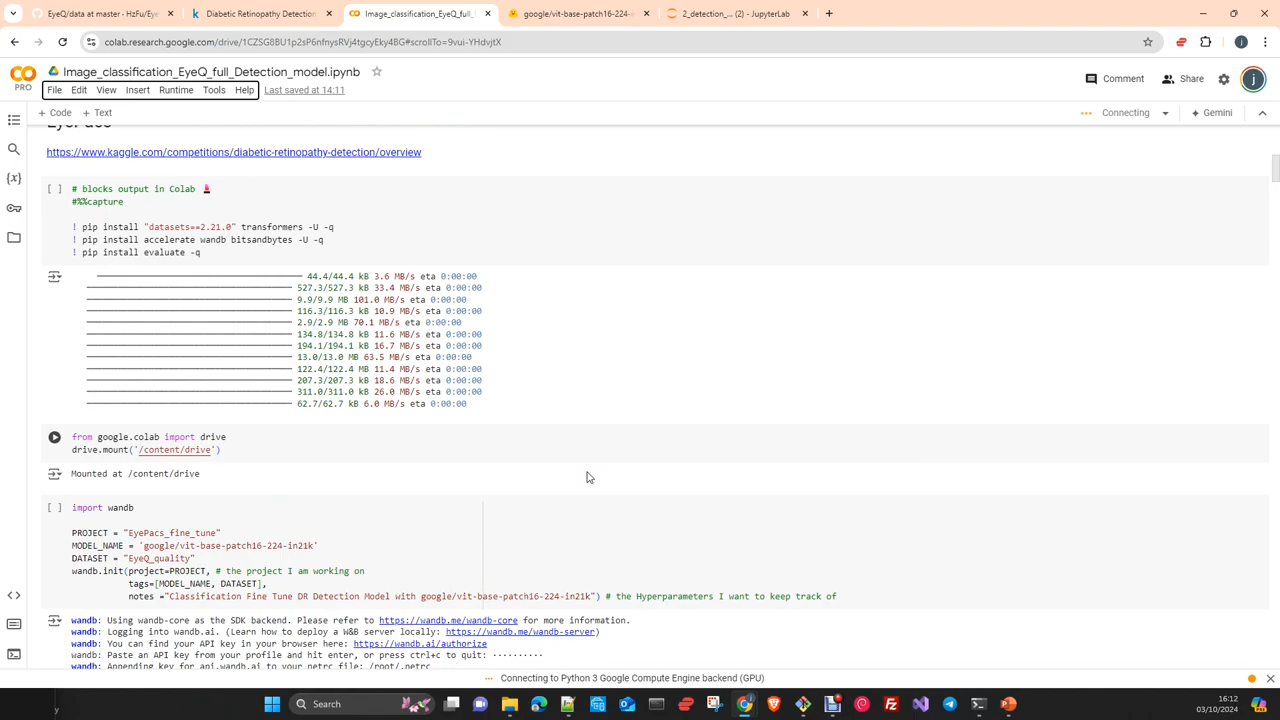 EyeQ/data at master · HzFu/Eye
Diabetic Retinopathy Detection
Image_classification_EyeQ_full_
google/vit-base-patch16-224-i
2_detection_... (2) - JupyterLab
colab.research.google.com/drive/1CZSG8BU1p2sP6nfnysRVj4tgcyEky4BG#scrollTo=9vui-YHdvjtX
Image_classification_EyeQ_full_Detection_model.ipynb
PRO
File Edit View Insert Runtime Tools Help Last saved at 14:11
Comment Share
+ Code + Text
Connecting
Gemini
https://www.kaggle.com/competitions/diabetic-retinopathy-detection/overview
[ ] # blocks output in Colab 💄
#%%capture
! pip install "datasets==2.21.0" transformers -U -q
! pip install accelerate wandb bitsandbytes -U -q
! pip install evaluate -q
44.4/44.4 kB 3.6 MB/s eta 0:00:00
527.3/527.3 kB 33.4 MB/s eta 0:00:00
9.9/9.9 MB 101.0 MB/s eta 0:00:00
116.3/116.3 kB 10.9 MB/s eta 0:00:00
2.9/2.9 MB 70.1 MB/s eta 0:00:00
134.8/134.8 kB 11.6 MB/s eta 0:00:00
194.1/194.1 kB 16.7 MB/s eta 0:00:00
13.0/13.0 MB 63.5 MB/s eta 0:00:00
122.4/122.4 MB 11.4 MB/s eta 0:00:00
207.3/207.3 kB 18.6 MB/s eta 0:00:00
311.0/311.0 kB 26.0 MB/s eta 0:00:00
62.7/62.7 kB 6.0 MB/s eta 0:00:00
from google.colab import drive
drive.mount('/content/drive')
Mounted at /content/drive
[ ] import wandb
PROJECT = "EyePacs_fine_tune"
MODEL_NAME = 'google/vit-base-patch16-224-in21k'
DATASET = "EyeQ_quality"
wandb.init(project=PROJECT, # the project I am working on
tags=[MODEL_NAME, DATASET],
notes ="Classification Fine Tune DR Detection Model with google/vit-base-patch16-224-in21k") # the Hyperparameters I want to keep track of
wandb: Using wandb-core as the SDK backend. Please refer to https://wandb.me/wandb-core for more information.
wandb: Logging into wandb.ai. (Learn how to deploy a W&B server locally: https://wandb.me/wandb-server)
wandb: You can find your API key in your browser here: https://wandb.ai/authorize
wandb: Paste an API key from your profile and hit enter, or press ctrl+c to quit: ··········
wandb: Appending key for api.wandb.ai to your netrc file: /root/.netrc
Connecting to Python 3 Google Compute Engine backend (GPU)
Search
16:12
03/10/2024